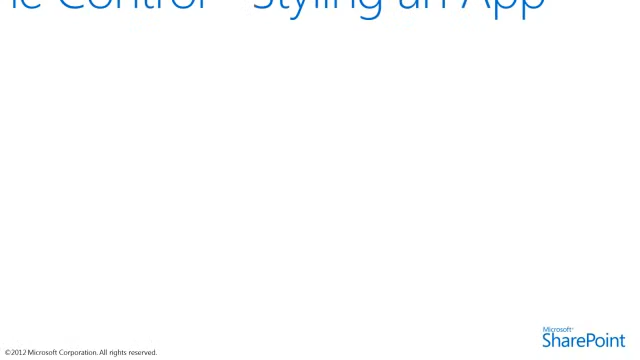 Control - Styling an App
Microsoft
SharePoint
©2012 Microsoft Corporation. All rights reserved.